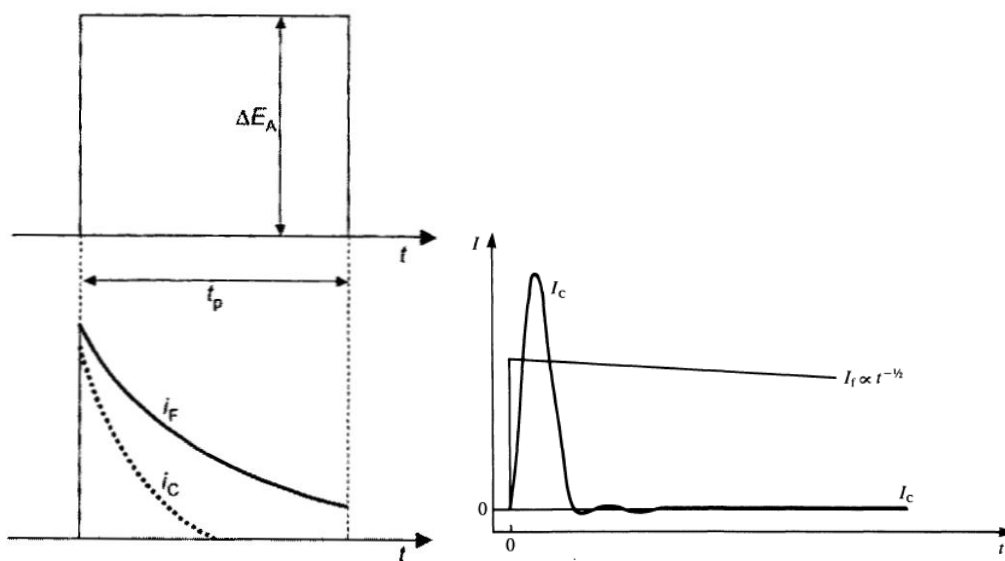 ΔE_A
t
t_p
i_F
i_C
t
I
I_c
I_f ∝ t^{-½}
I_c
0
0
t